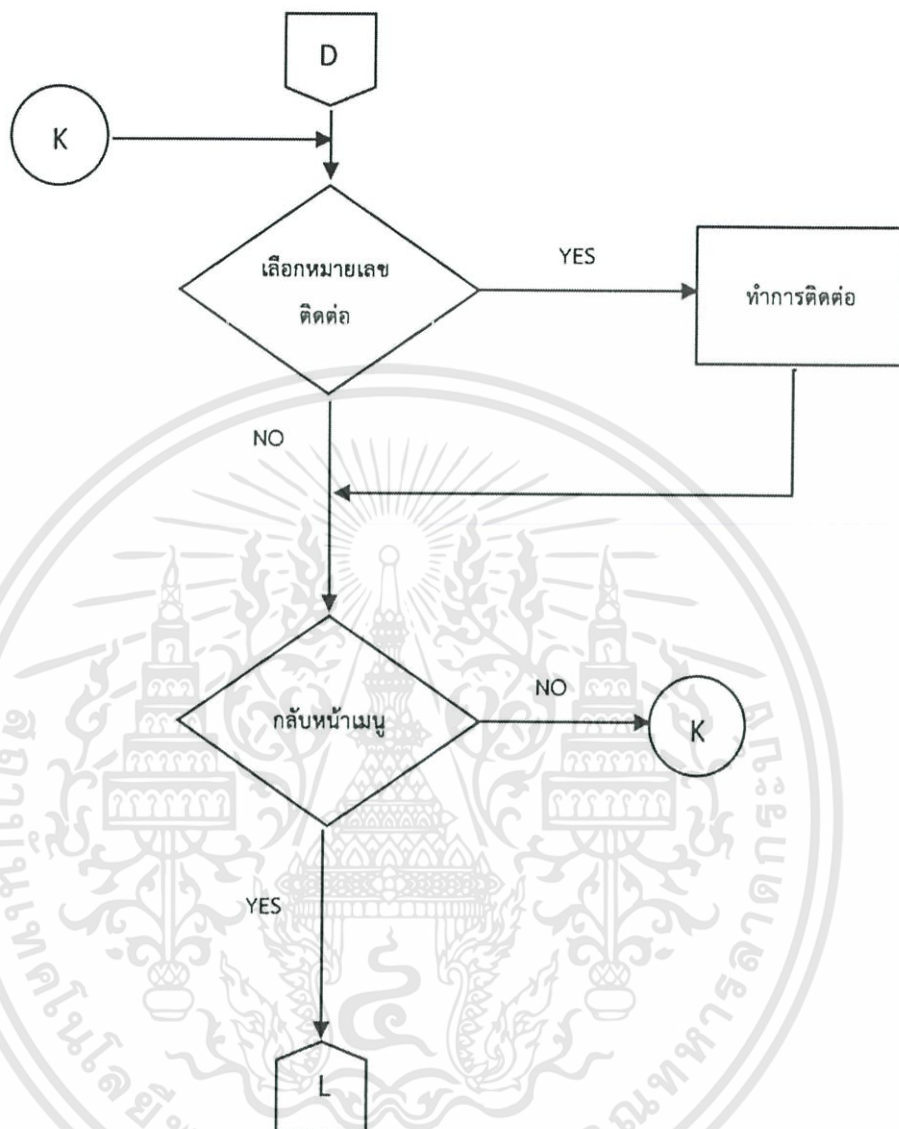 D
K
เลือกหมายเลข
ติดต่อ
YES
ทำการติดต่อ
NO
กลับหน้าเมนู
NO
K
YES
L